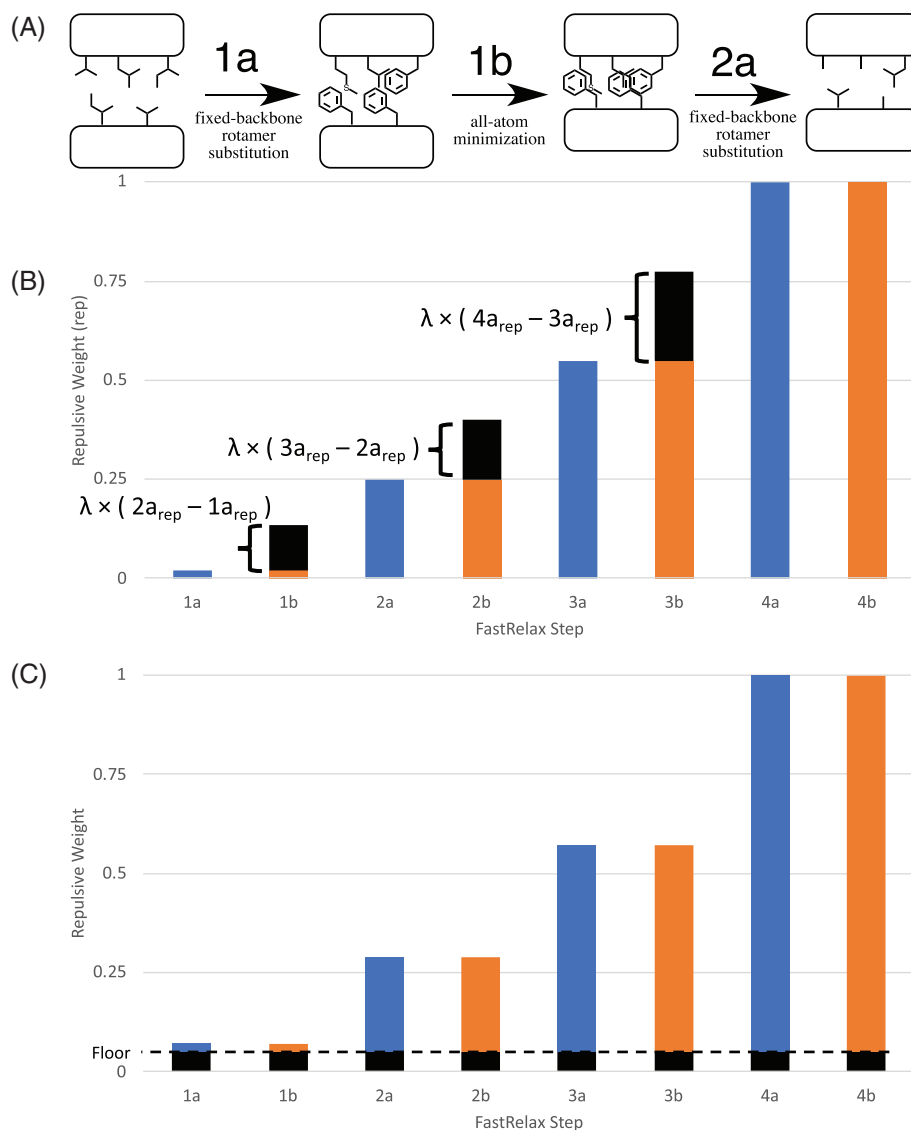 (A)
1a
fixed-backbone
rotamer
substitution
S
1b
all-atom
minimization
S
2a
fixed-backbone
rotamer
substitution
(B)
Repulsive Weight (rep)
1
0.75
0.5
0.25
0
λ × ( 4a_rep – 3a_rep )
λ × ( 3a_rep – 2a_rep )
λ × ( 2a_rep – 1a_rep )
1a 1b 2a 2b 3a 3b 4a 4b
FastRelax Step
(C)
Repulsive Weight
1
0.75
0.5
0.25
Floor
0
1a 1b 2a 2b 3a 3b 4a 4b
FastRelax Step